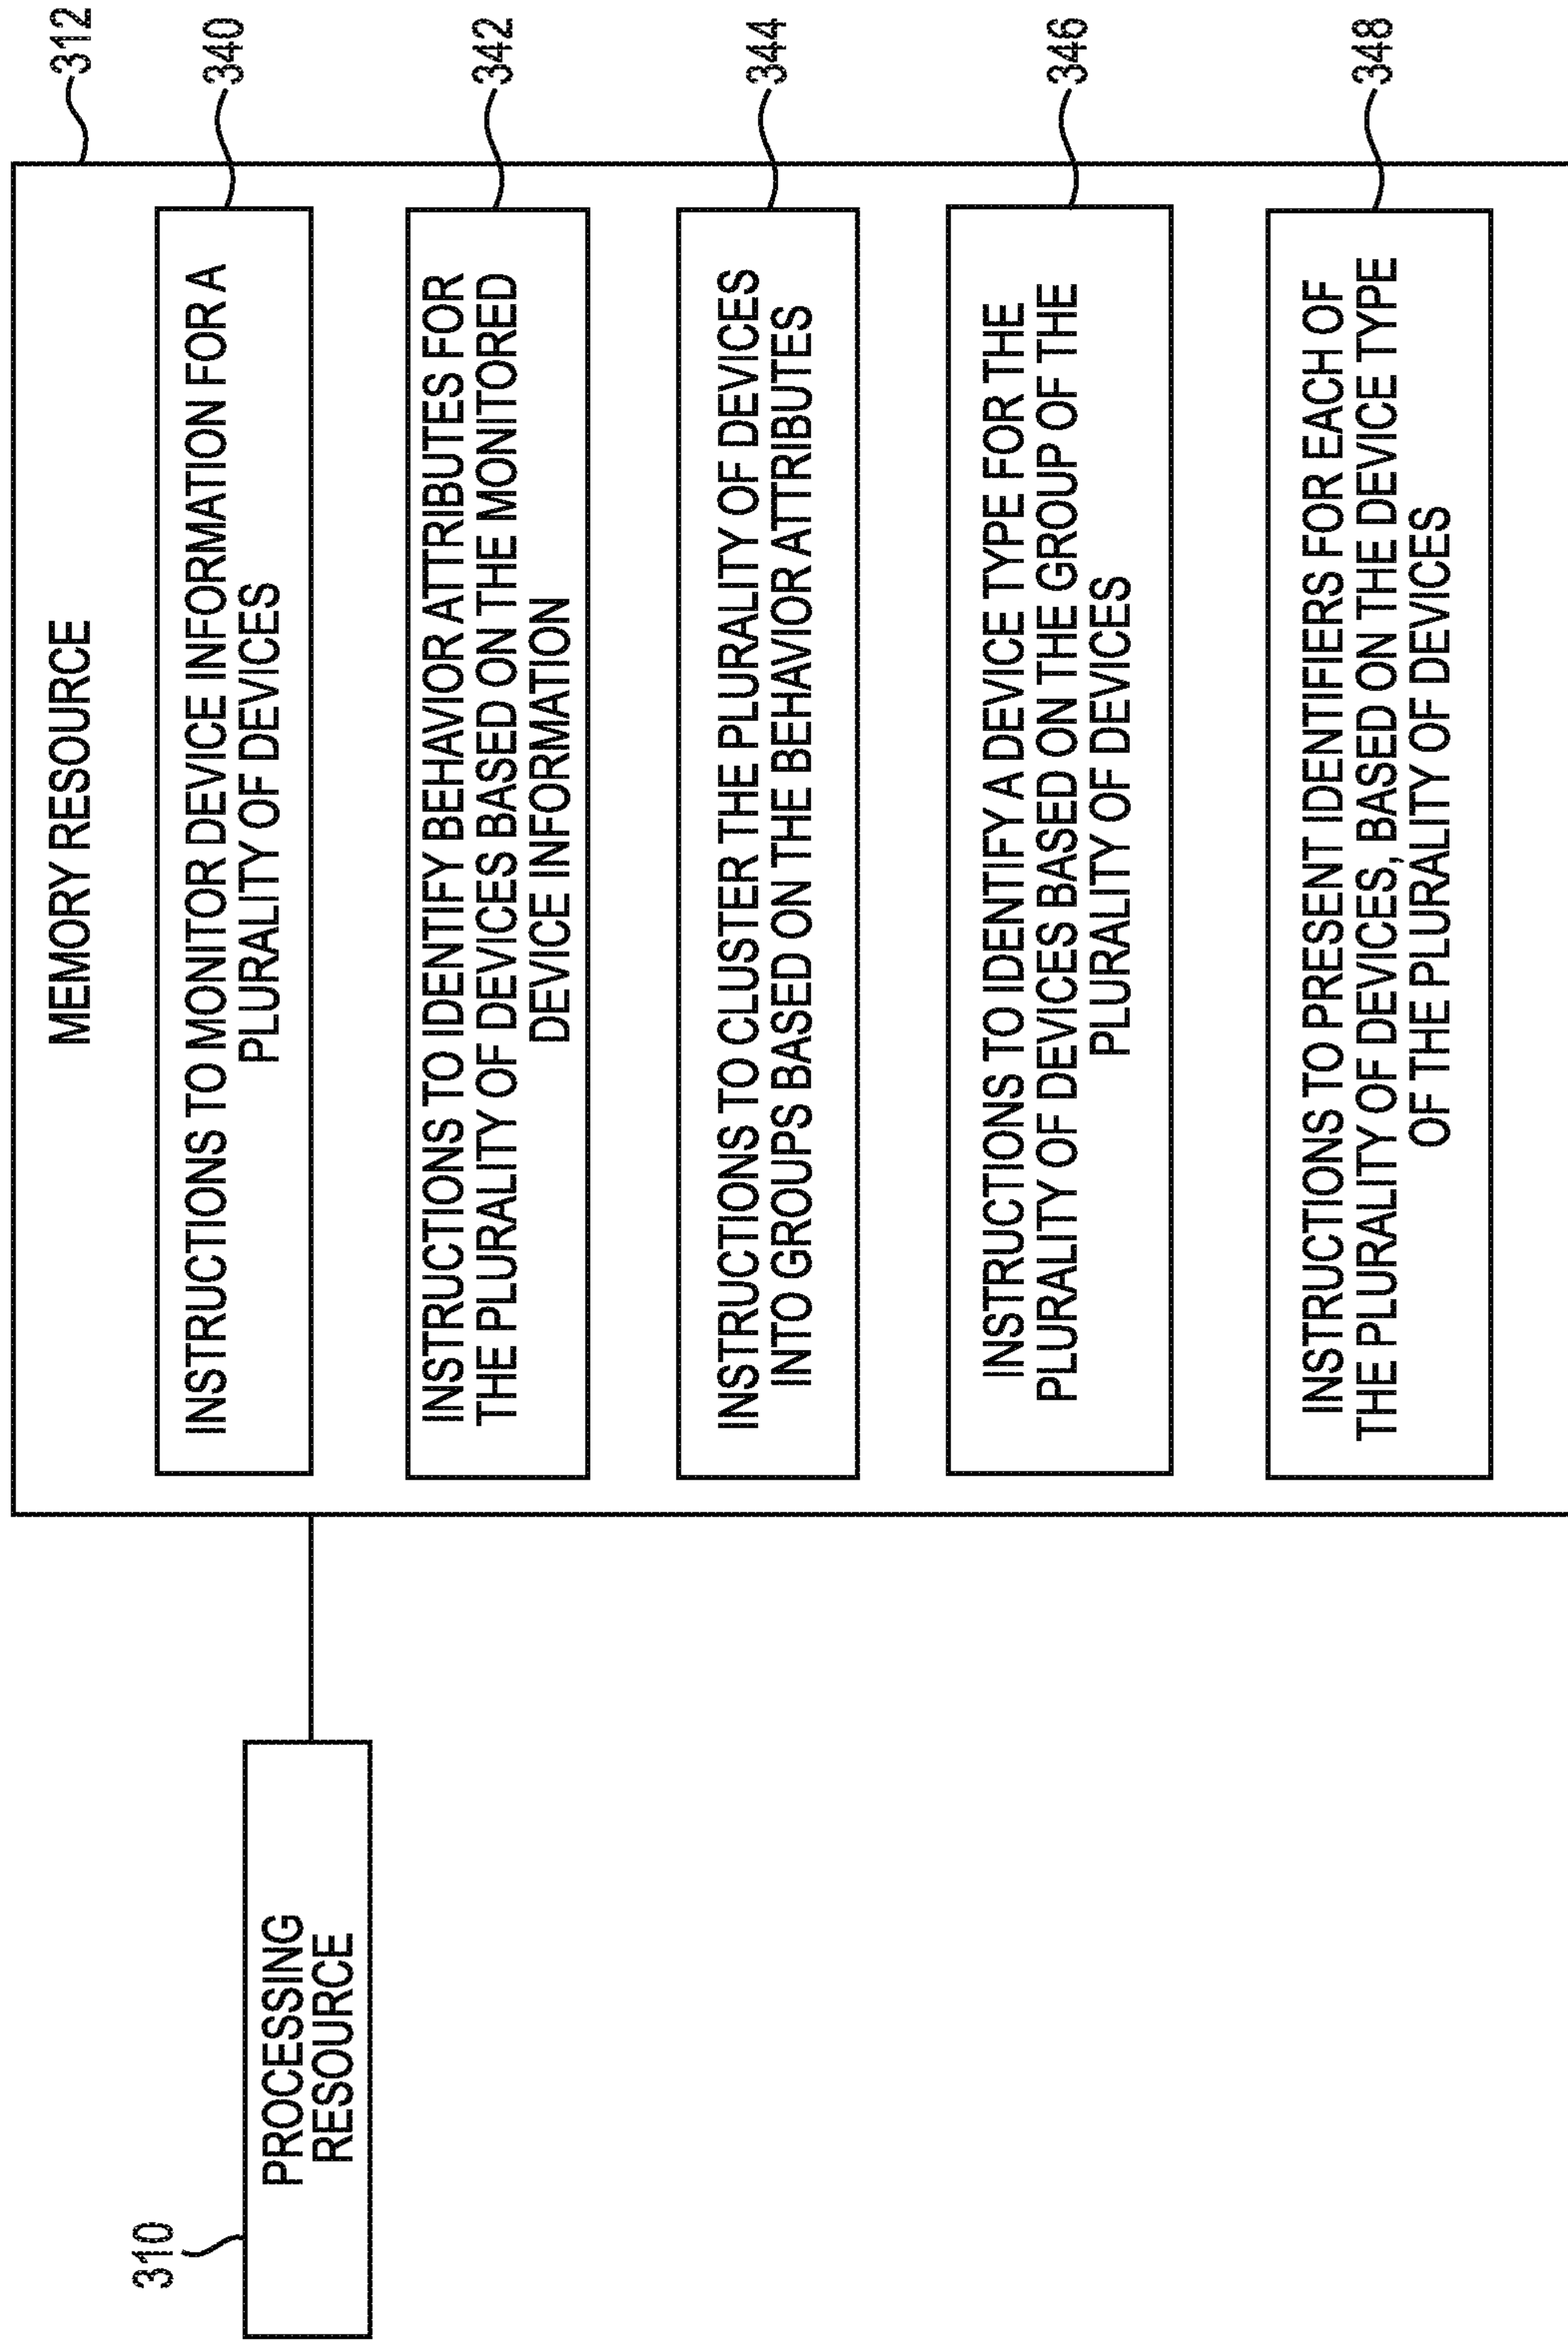 310
PROCESSING
RESOURCE
312
MEMORY RESOURCE
INSTRUCTIONS TO MONITOR DEVICE INFORMATION FOR A
PLURALITY OF DEVICES
340
INSTRUCTIONS TO IDENTIFY BEHAVIOR ATTRIBUTES FOR
THE PLURALITY OF DEVICES BASED ON THE MONITORED
DEVICE INFORMATION
342
INSTRUCTIONS TO CLUSTER THE PLURALITY OF DEVICES
INTO GROUPS BASED ON THE BEHAVIOR ATTRIBUTES
344
INSTRUCTIONS TO IDENTIFY A DEVICE TYPE FOR THE
PLURALITY OF DEVICES BASED ON THE GROUP OF THE
PLURALITY OF DEVICES
346
INSTRUCTIONS TO PRESENT IDENTIFIERS FOR EACH OF
THE PLURALITY OF DEVICES, BASED ON THE DEVICE TYPE
OF THE PLURALITY OF DEVICES
348